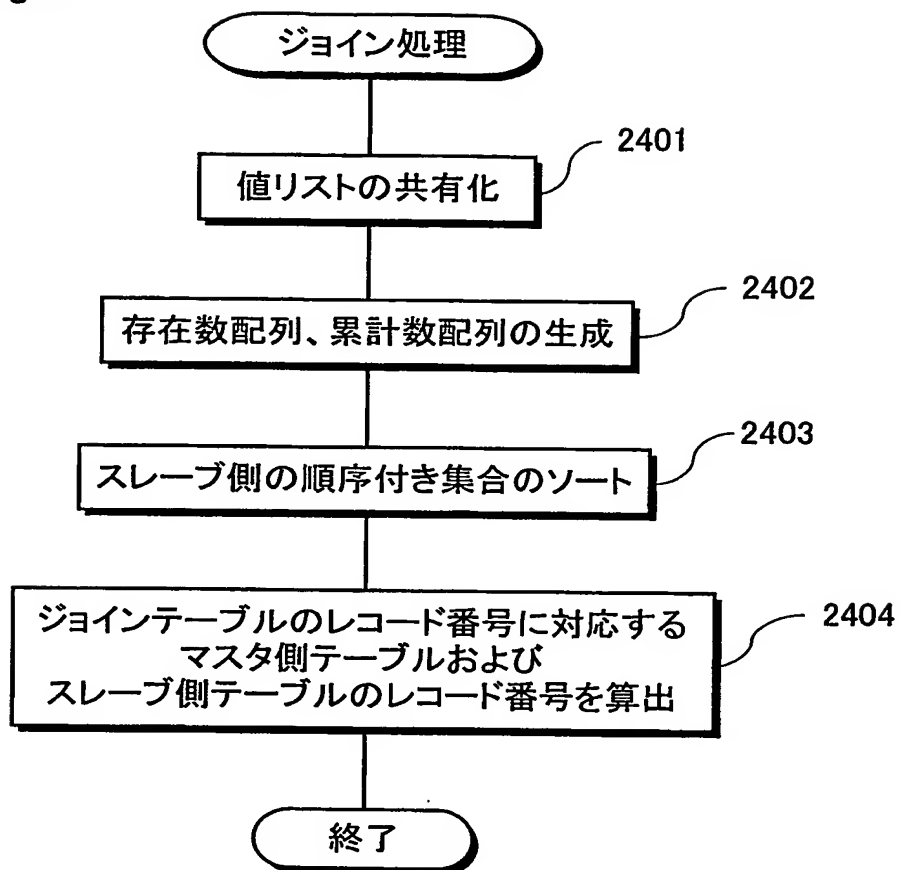 ジョイン処理
2401
値リストの共有化
2402
存在数配列、累計数配列の生成
2403
スレーブ側の順序付き集合のソート
2404
ジョインテーブルのレコード番号に対応する
マスタ側テーブルおよび
スレーブ側テーブルのレコード番号を算出
終了